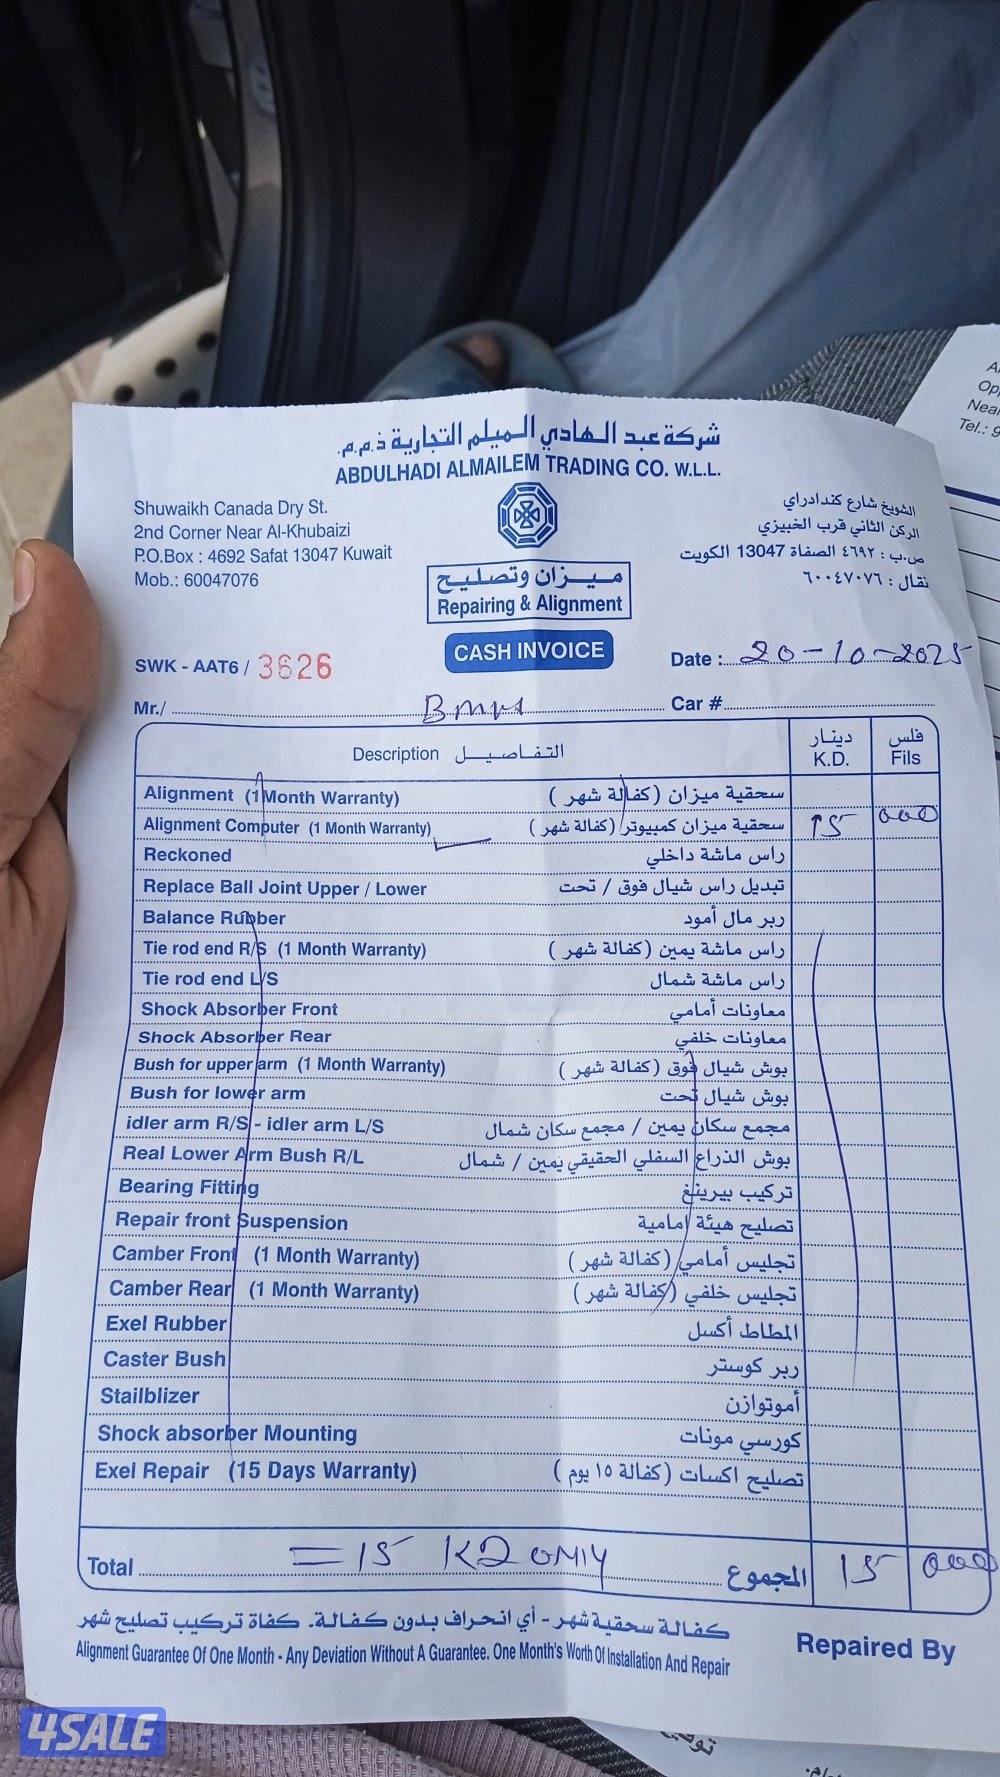 شركة عبد الهادي الميلم التجارية ذ.م.م.
ABDULHADI ALMAILEM TRADING CO. W.L.L.
Shuwaikh Canada Dry St.
2nd Corner Near Al-Khubaizi
P.O.Box : 4692 Safat 13047 Kuwait
Mob.: 60047076
الشويخ شارع كندادراي
الركن الثاني قرب الخبيزي
ص.ب : ٤٦٩٢ الصفاة 13047 الكويت
نقال : ٦٠٠٤٧٠٧٦
ميزان وتصليح
Repairing & Alignment
CASH INVOICE
SWK - AAT6 / 3626
Date : 20-10-2025
Mr./
Car #
Description التفاصيل دينار K.D. فلس Fils
Alignment (1 Month Warranty) سحقية ميزان (كفالة شهر)
Alignment Computer (1 Month Warranty) سحقية ميزان كمبيوتر (كفالة شهر) 15 000
Reckoned راس ماشة داخلي
Replace Ball Joint Upper / Lower تبديل راس شيال فوق / تحت
Balance Rubber ربر مال أمود
Tie rod end R/S (1 Month Warranty) راس ماشة يمين (كفالة شهر)
Tie rod end L/S راس ماشة شمال
Shock Absorber Front معاونات أمامي
Shock Absorber Rear معاونات خلفي
Bush for upper arm (1 Month Warranty) بوش شيال فوق (كفالة شهر)
Bush for lower arm بوش شيال تحت
idler arm R/S - idler arm L/S مجمع سكان يمين / مجمع سكان شمال
Real Lower Arm Bush R/L بوش الذراع السفلي الحقيقي يمين / شمال
Bearing Fitting تركيب بيرينغ
Repair front Suspension تصليح هيئة إمامية
Camber Front (1 Month Warranty) تجليس أمامي (كفالة شهر)
Camber Rear (1 Month Warranty) تجليس خلفي (كفالة شهر)
Exel Rubber المطاط أكسل
Caster Bush ربر كوستر
Stailblizer أموتوازن
Shock absorber Mounting كورسي مونات
Exel Repair (15 Days Warranty) تصليح اكسات (كفالة ١٥ يوم)
Total = 15 KD ONLY المجموع 15 000
كفالة سحقية شهر - أي انحراف بدون كفالة. كفاة تركيب تصليح شهر
Alignment Guarantee Of One Month - Any Deviation Without A Guarantee. One Month's Worth Of Installation And Repair
Repaired By
4SALE